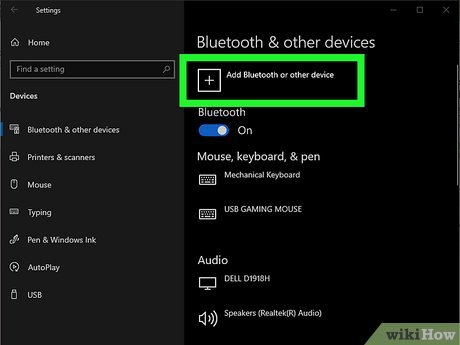 Settings
Home
Find a setting
Devices
Bluetooth & other devices
Printers & scanners
Mouse
Typing
Pen & Windows Ink
AutoPlay
USB
Bluetooth & other devices
Add Bluetooth or other device
Bluetooth
On
Mouse, keyboard, & pen
Mechanical Keyboard
USB GAMING MOUSE
Audio
DELL D1918H
Speakers (Realtek(R) Audio)
wikiHow